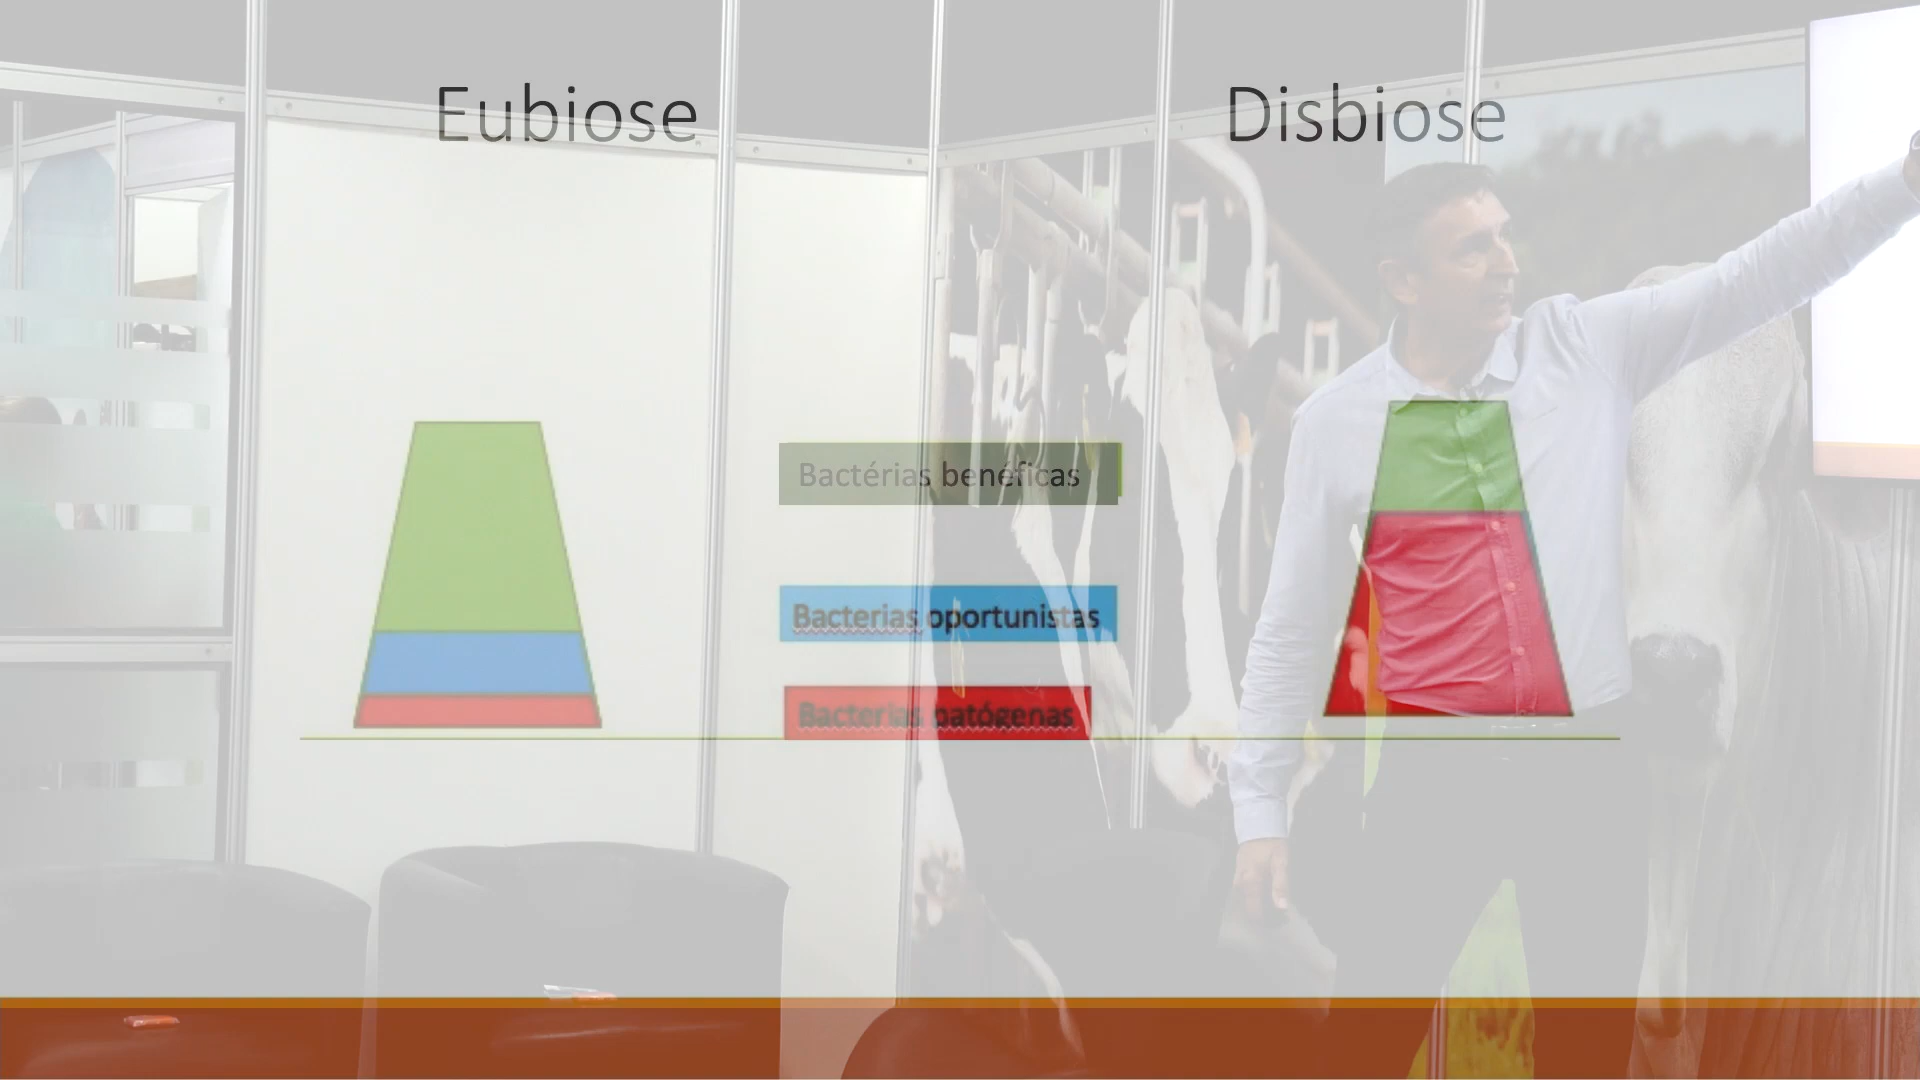 Eubiose
Disbiose
Bactérias benéficas
Bacterias oportunistas
Bacterias patógenas